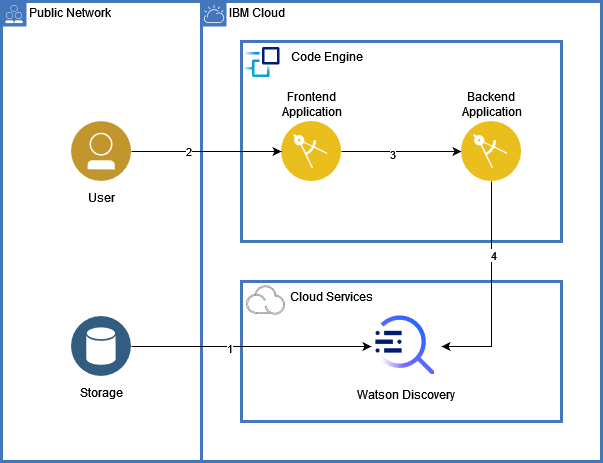 Public Network
IBM Cloud
Code Engine
Frontend
Application
Backend
Application
2
3
User
4
Cloud Services
1
Storage
Watson Discovery